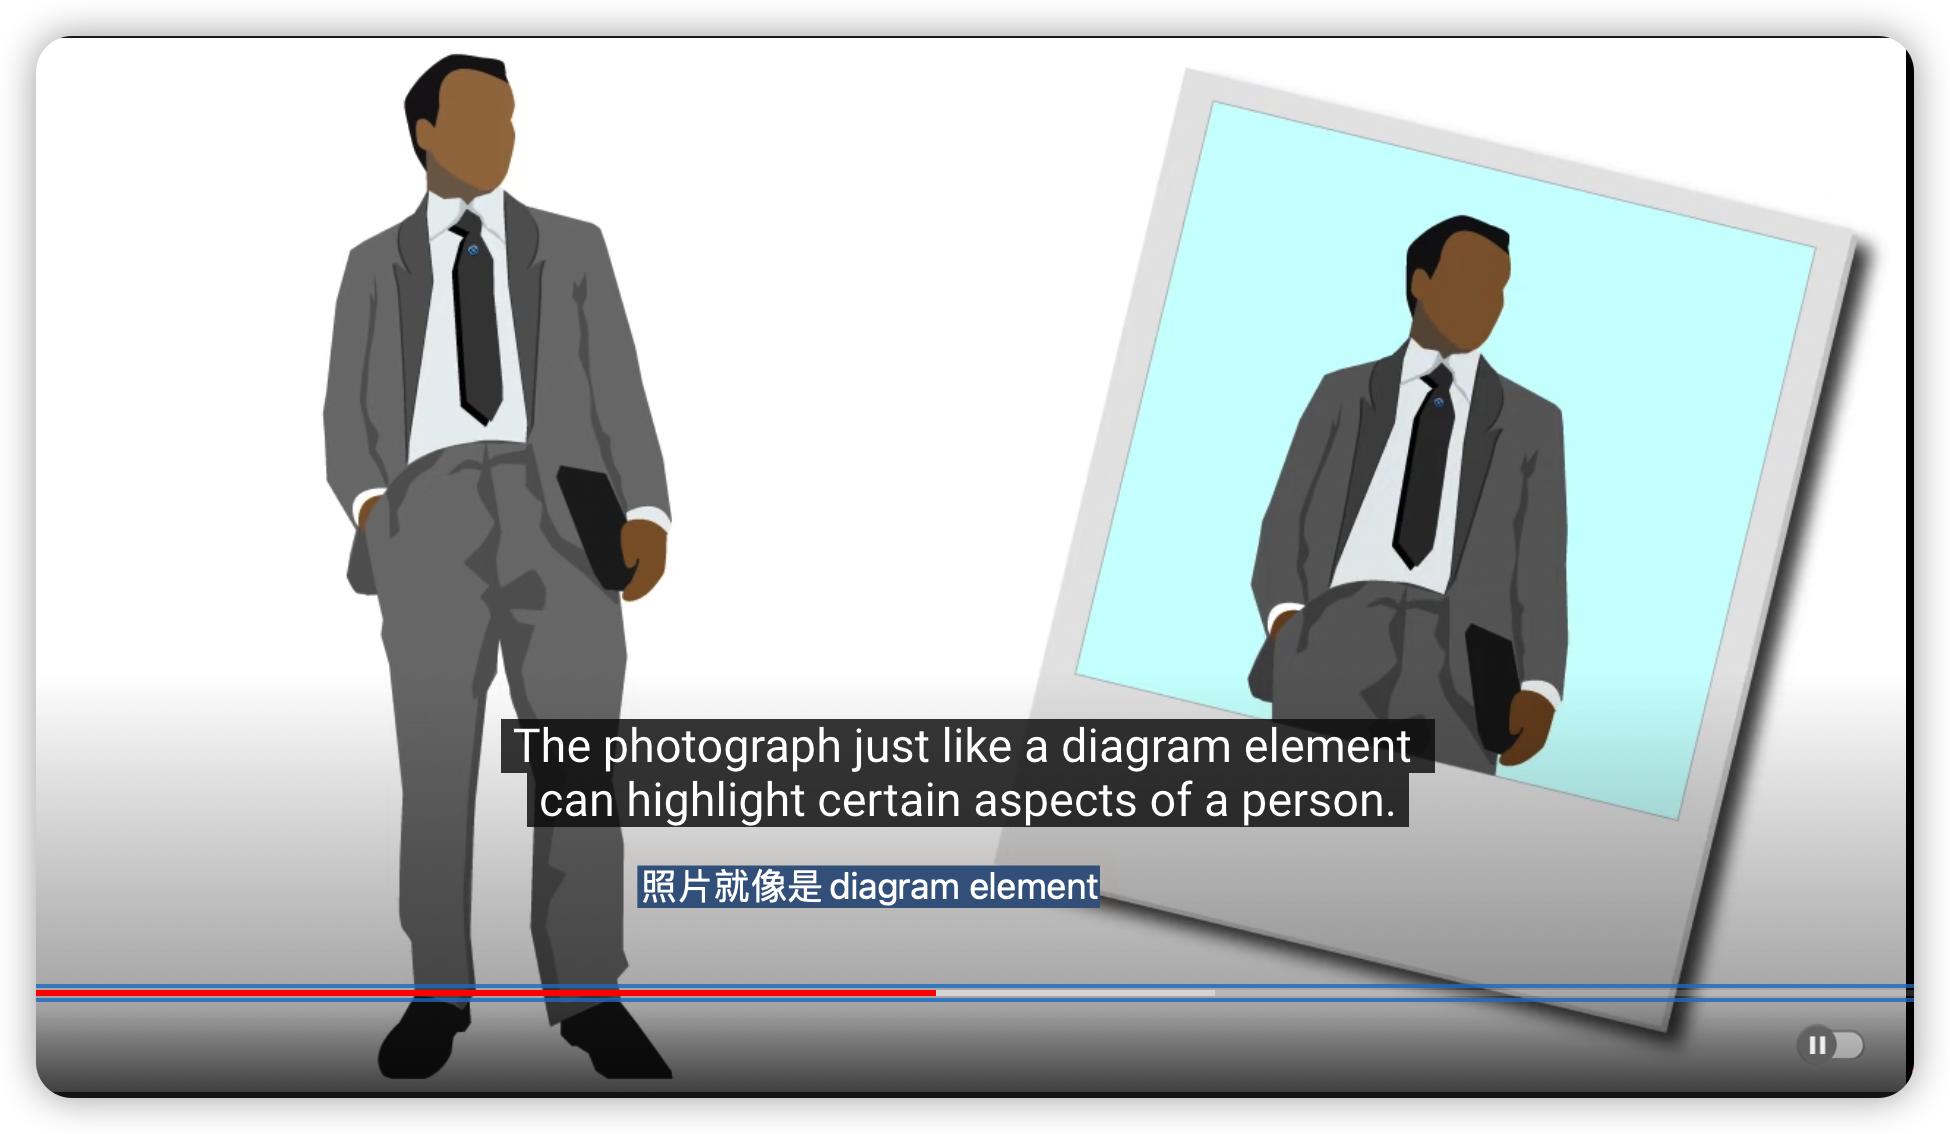 The photograph just like a diagram element
can highlight certain aspects of a person.
照片就像是 diagram element